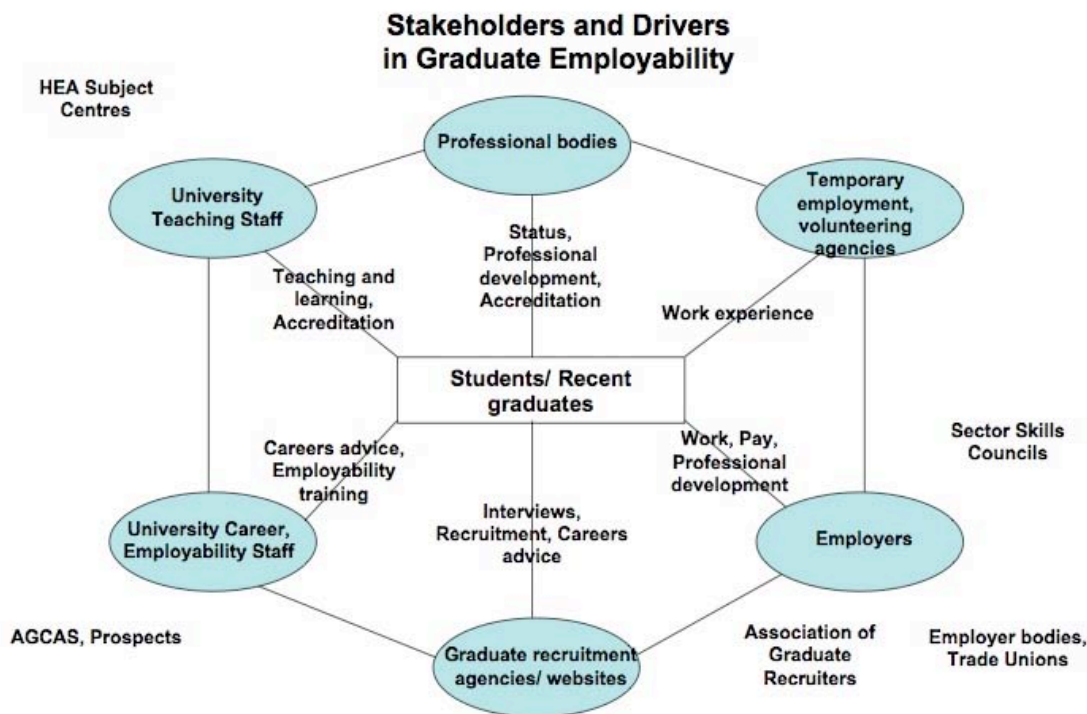 Stakeholders and Drivers
in Graduate Employability
HEA Subject
Centres
Professional bodies
University
Teaching Staff
Temporary
employment,
volunteering
agencies
Status,
Professional
development,
Accreditation
Teaching and
learning,
Accreditation
Work experience
Students/ Recent
graduates
Careers advice,
Employability
training
Work, Pay,
Professional
development
Sector Skills
Councils
Interviews,
Recruitment, Careers
advice
University Career,
Employability Staff
Employers
AGCAS, Prospects
Graduate recruitment
agencies/ websites
Association of
Graduate
Recruiters
Employer bodies,
Trade Unions